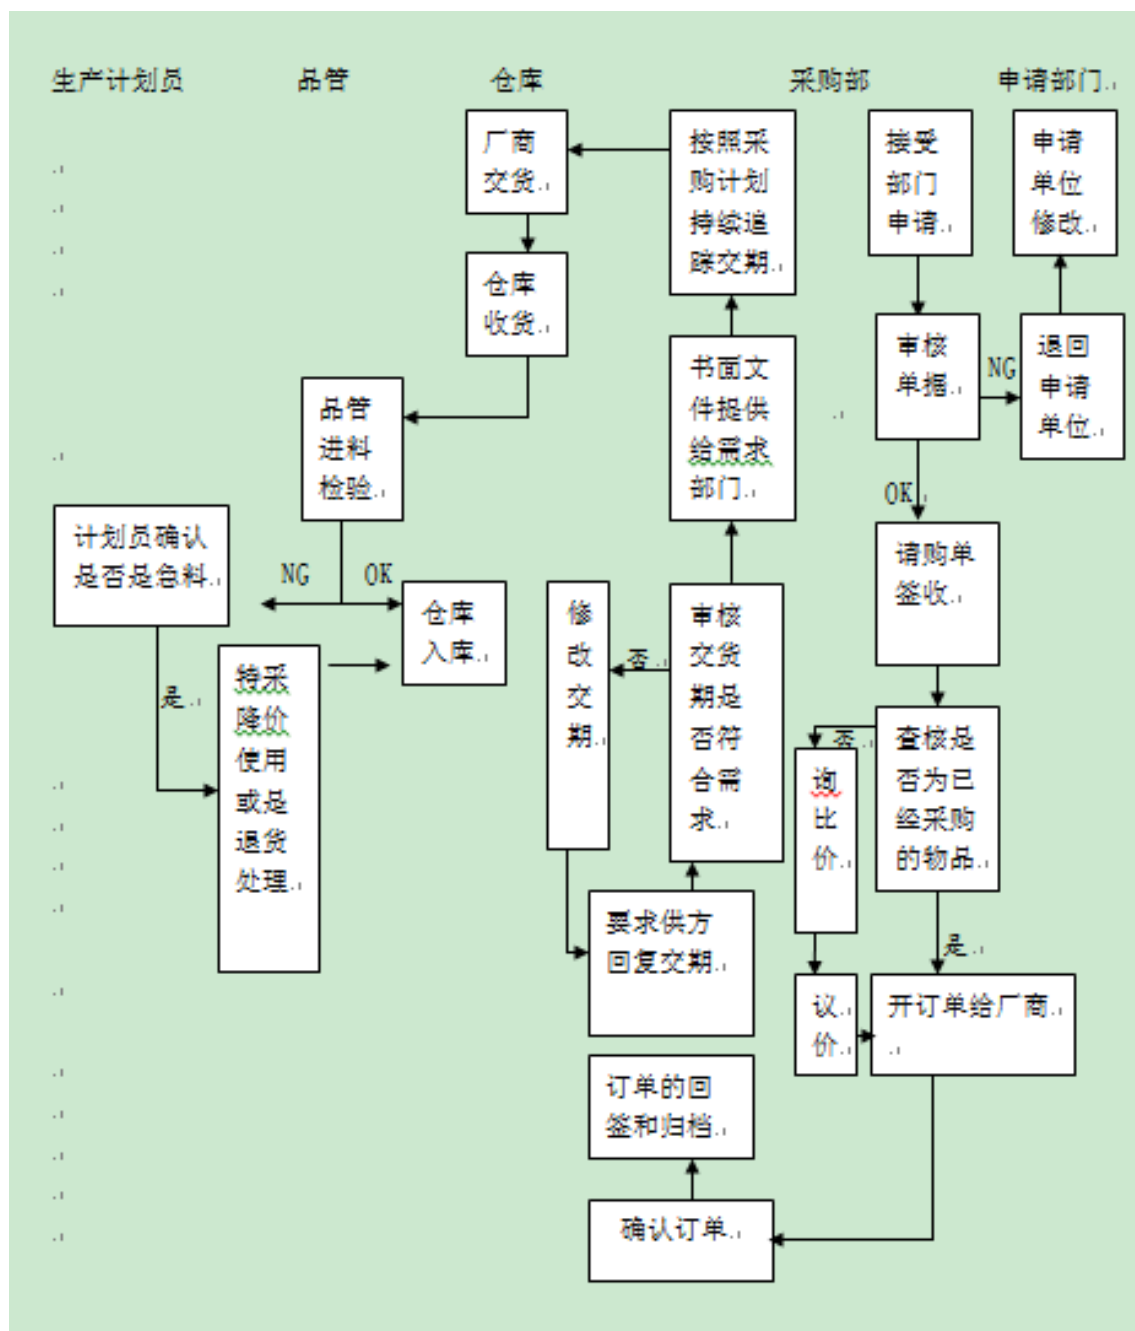 生产计划员 品管 仓库 采购部 申请部门
厂商
交货
按照采
购计划
持续追
踪交期
接受
部门
申请
申请
单位
修改
仓库
收货
审核
单据
NG
退回
申请
单位
书面文
件提供
给需求
部门
品管
进料
检验
OK
计划员确认
是否是急料
请购单
签收
NG
OK
仓库
入库
修
改
交
期
否
审核
交货
期是
否符
合需
求
是
特采
降价
使用
或是
退货
处理
否
询
比
价
查核是
否为已
经采购
的物品
要求供方
回复交期
是
议
价
开订单给厂商
订单的回
签和归档
确认订单